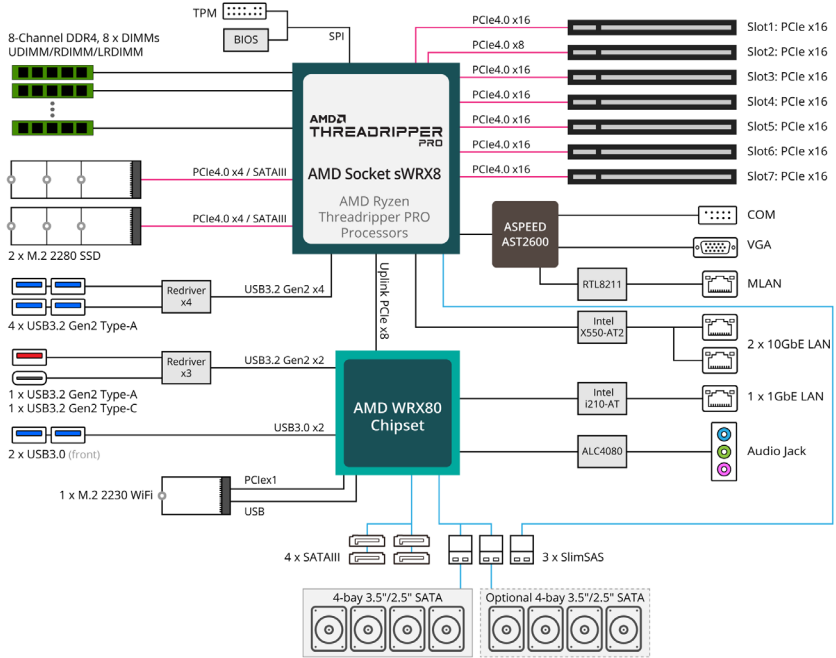 TPM
BIOS
SPI
8-Channel DDR4, 8 x DIMMs
UDIMM/RDIMM/LRDIMM
PCIe4.0 x16
Slot1: PCIe x16
PCIe4.0 x8
Slot2: PCIe x16
PCIe4.0 x16
Slot3: PCIe x16
PCIe4.0 x16
Slot4: PCIe x16
PCIe4.0 x16
Slot5: PCIe x16
PCIe4.0 x16
Slot6: PCIe x16
PCIe4.0 x16
Slot7: PCIe x16
AMD
THREADRIPPER
PRO
AMD Socket sWRX8
AMD Ryzen
Threadripper PRO
Processors
PCIe4.0 x4 / SATAIII
PCIe4.0 x4 / SATAIII
2 x M.2 2280 SSD
ASPEED
AST2600
COM
VGA
RTL8211
MLAN
Redriver
x4
USB3.2 Gen2 x4
4 x USB3.2 Gen2 Type-A
Uplink PCIe x8
Intel
X550-AT2
2 x 10GbE LAN
Redriver
x3
USB3.2 Gen2 x2
1 x USB3.2 Gen2 Type-A
1 x USB3.2 Gen2 Type-C
AMD WRX80
Chipset
Intel
i210-AT
1 x 1GbE LAN
USB3.0 x2
2 x USB3.0 (front)
ALC4080
Audio Jack
1 x M.2 2230 WiFi
PCIex1
USB
4 x SATAIII
3 x SlimSAS
4-bay 3.5"/2.5" SATA
Optional 4-bay 3.5"/2.5" SATA